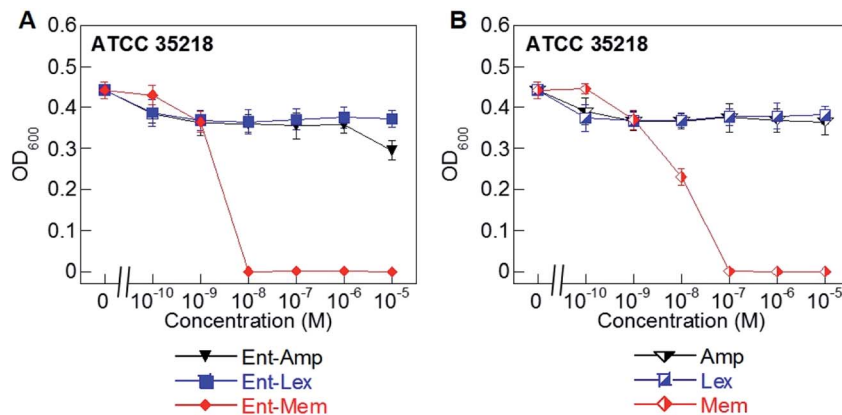 A
ATCC 35218
0.6
0.5
0.4
0.3
0.2
0.1
0
OD600
0 10-10 10-9 10-8 10-7 10-6 10-5
Concentration (M)
Ent-Amp
Ent-Lex
Ent-Mem
B
ATCC 35218
0.6
0.5
0.4
0.3
0.2
0.1
0
OD600
0 10-10 10-9 10-8 10-7 10-6 10-5
Concentration (M)
Amp
Lex
Mem